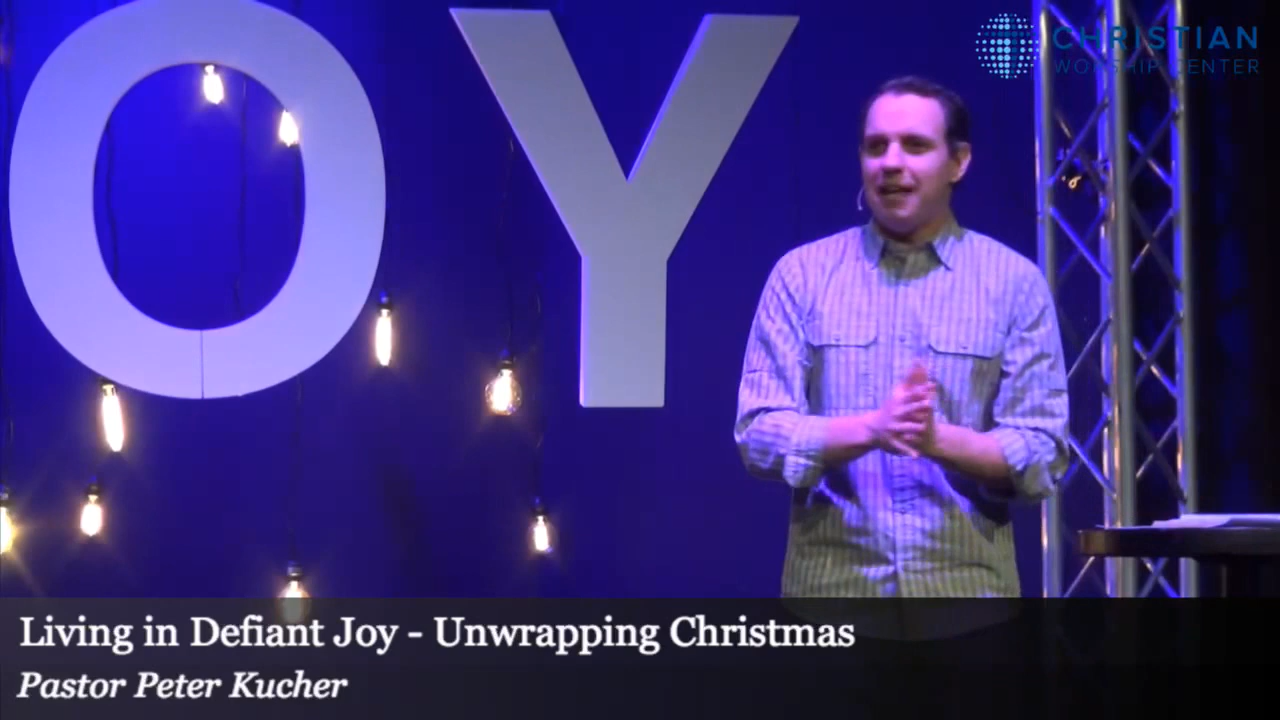 OY
CHRISTIAN
WORSHIP CENTER
Living in Defiant Joy - Unwrapping Christmas
Pastor Peter Kucher